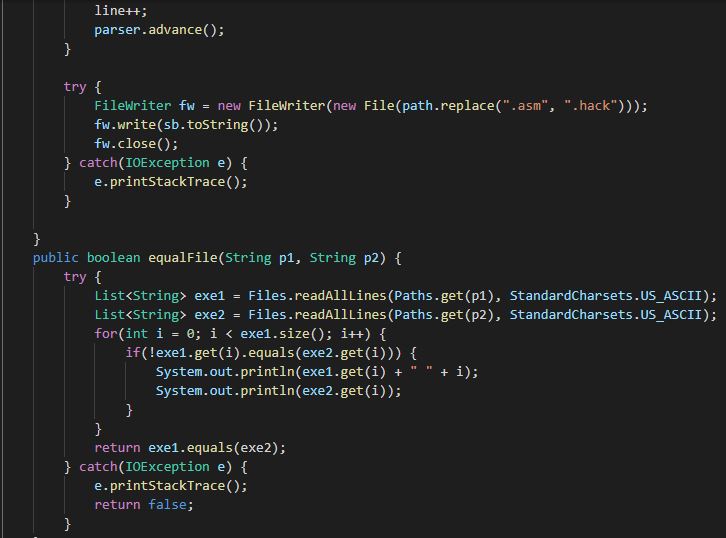 line++;
parser.advance();
}
try {
FileWriter fw = new FileWriter(new File(path.replace(".asm", ".hack")));
fw.write(sb.toString());
fw.close();
} catch(IOException e) {
e.printStackTrace();
}
}
public boolean equalFile(String p1, String p2) {
try {
List<String> exe1 = Files.readAllLines(Paths.get(p1), StandardCharsets.US_ASCII);
List<String> exe2 = Files.readAllLines(Paths.get(p2), StandardCharsets.US_ASCII);
for(int i = 0; i < exe1.size(); i++) {
if(!exe1.get(i).equals(exe2.get(i))) {
System.out.println(exe1.get(i) + " " + i);
System.out.println(exe2.get(i));
}
}
return exe1.equals(exe2);
} catch(IOException e) {
e.printStackTrace();
return false;
}